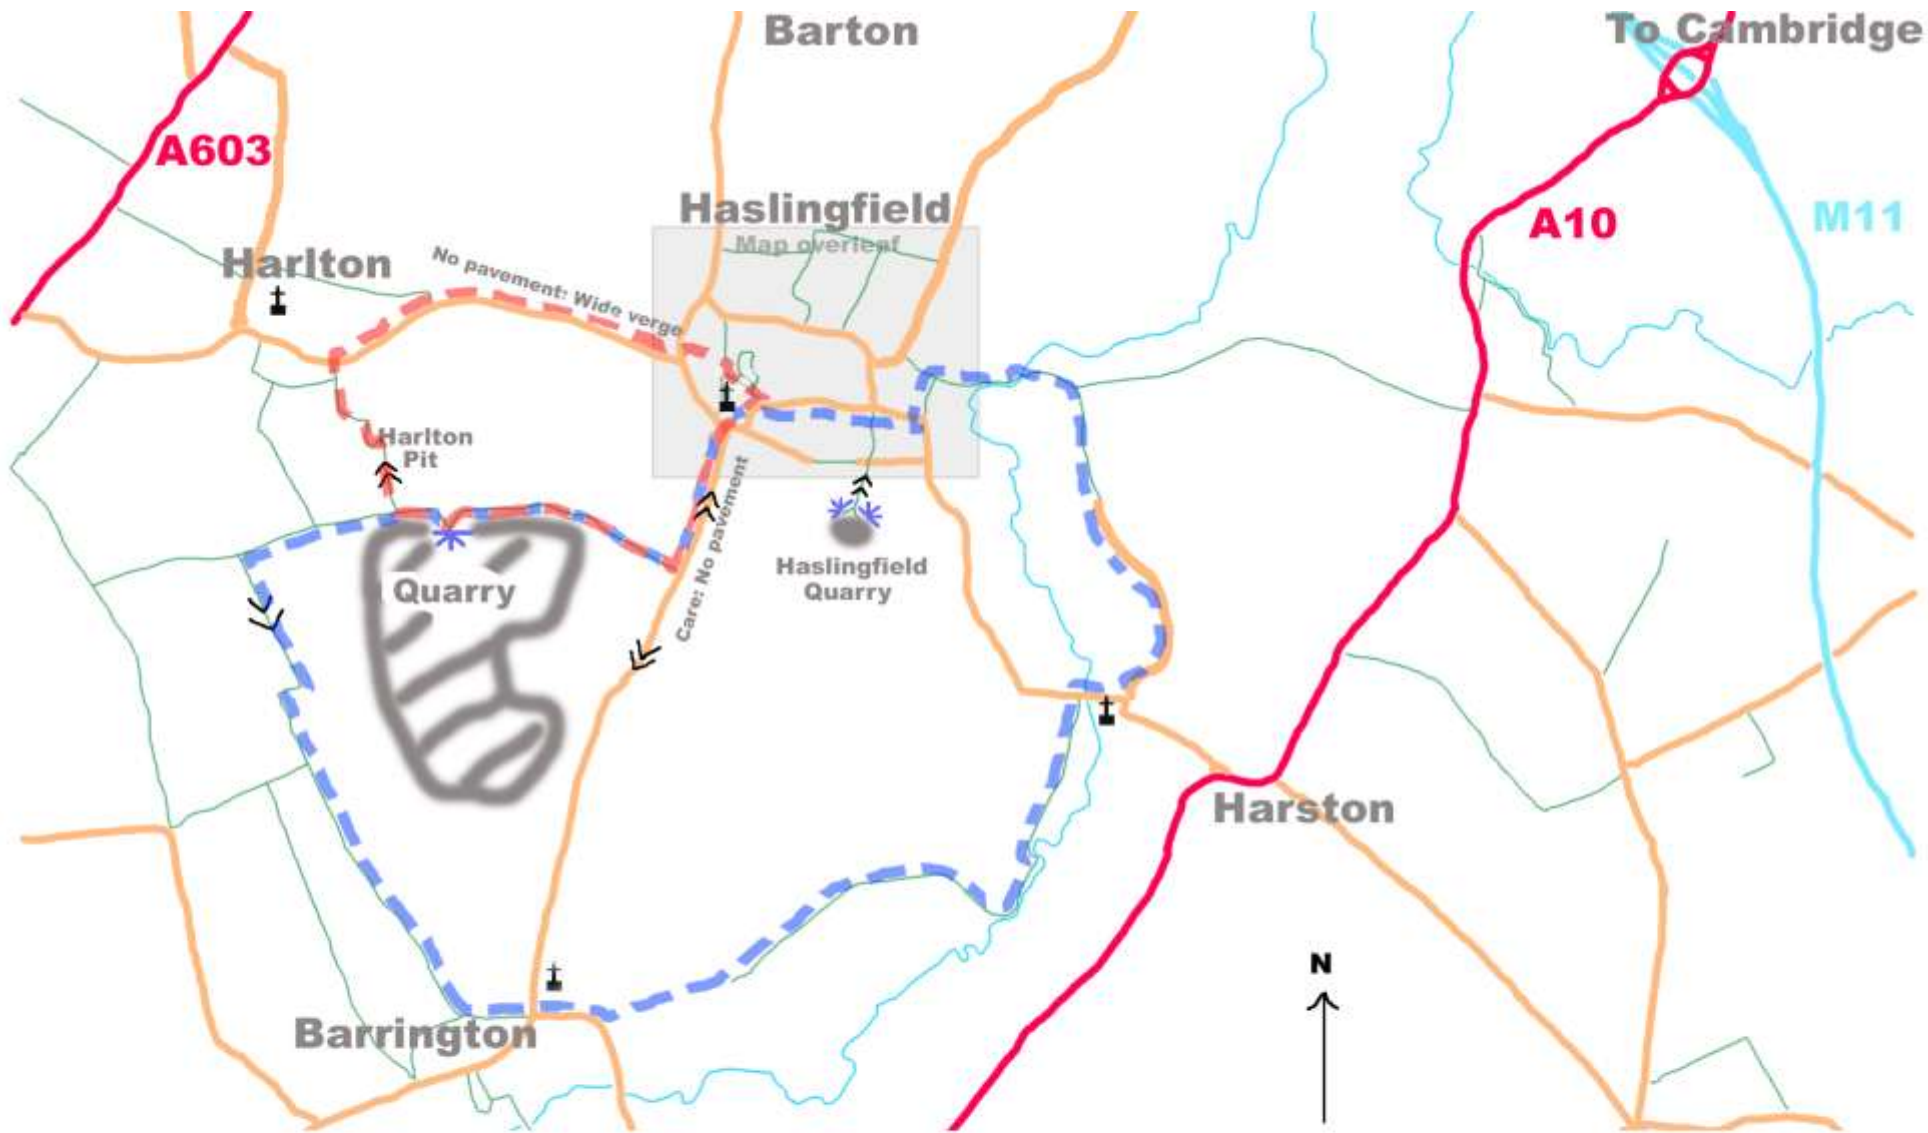 Barton
To Cambridge
A603
Haslingfield
Map overleaf
A10
M11
Harlton
No pavement: Wide verge
Harlton
Pit
Care: No pavement
Haslingfield
Quarry
Quarry
Harston
N
Barrington